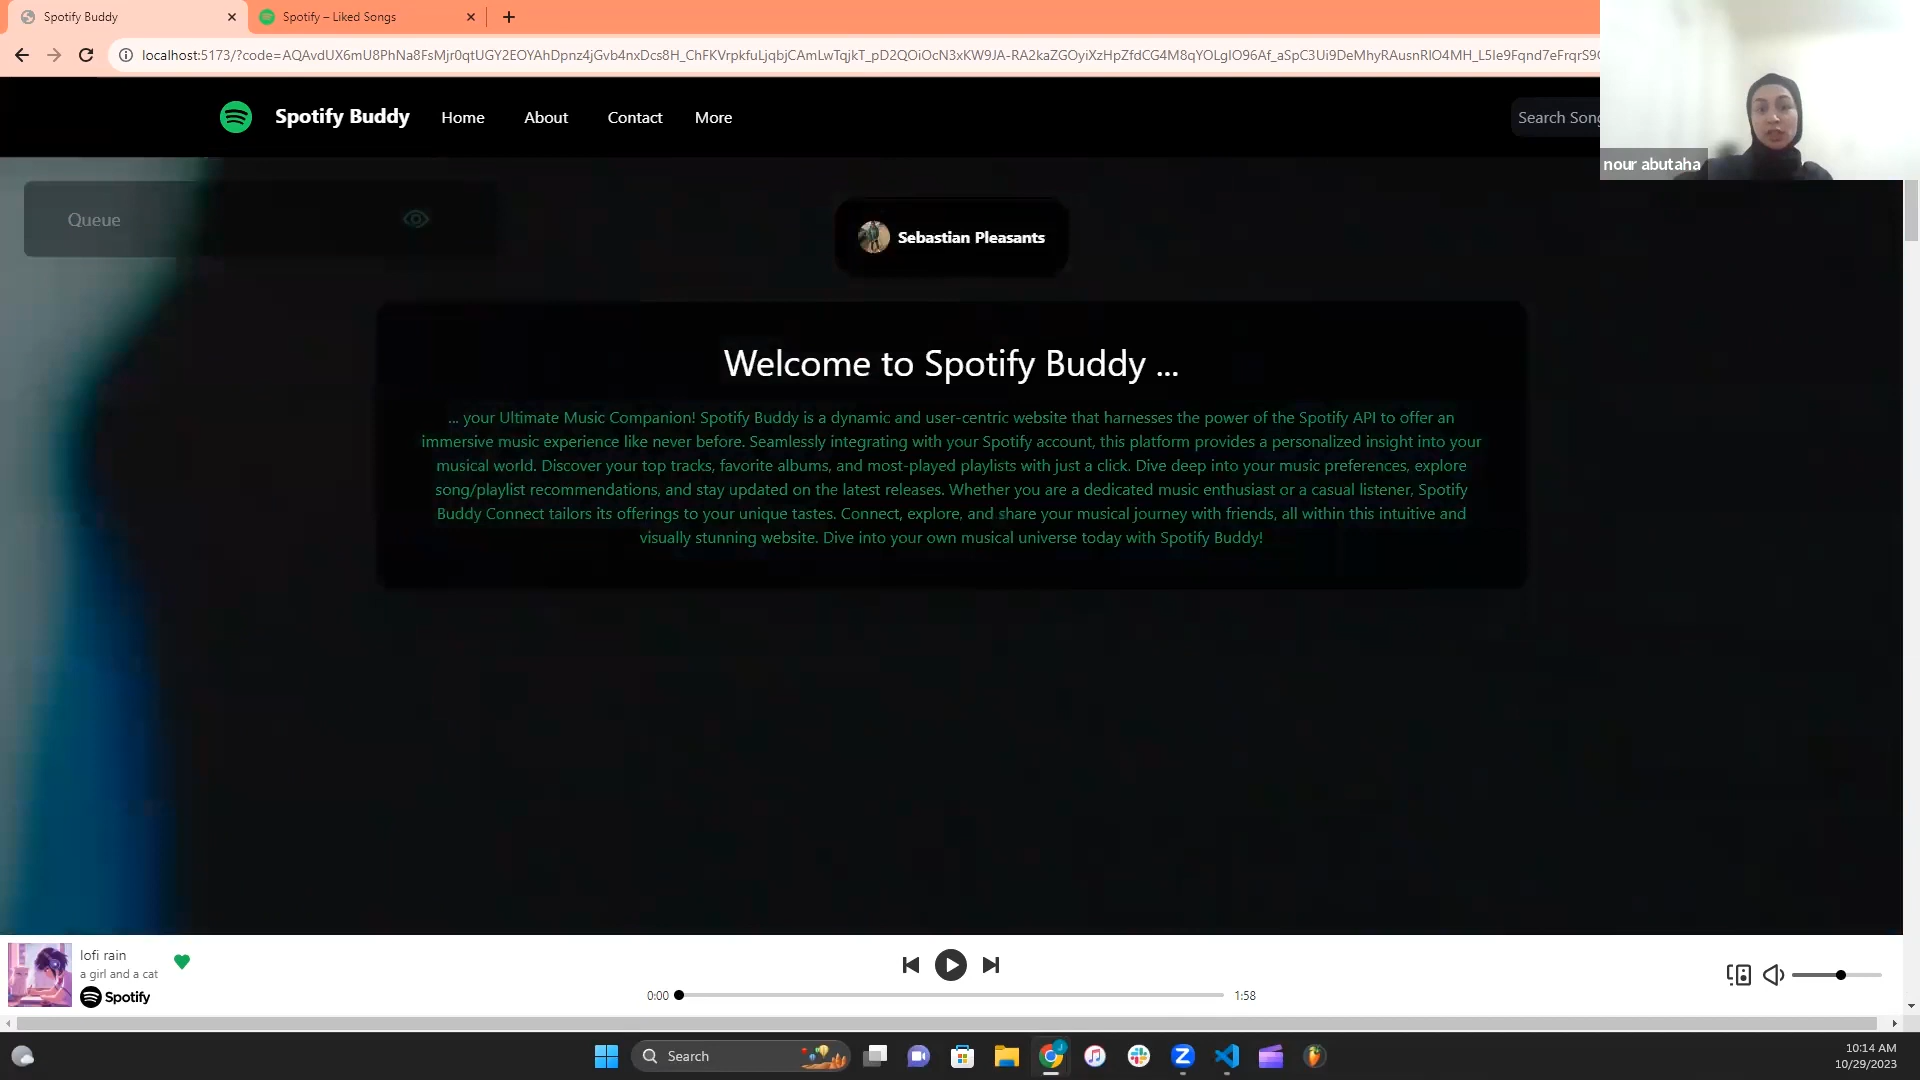 Spotify Buddy
Spotify – Liked Songs
Spotify Buddy
Home
About
Contact
More
Search Song
nour abutaha
Queue
Sebastian Pleasants
Welcome to Spotify Buddy ...
... your Ultimate Music Companion! Spotify Buddy is a dynamic and user-centric website that harnesses the power of the Spotify API to offer an
immersive music experience like never before. Seamlessly integrating with your Spotify account, this platform provides a personalized insight into your
musical world. Discover your top tracks, favorite albums, and most-played playlists with just a click. Dive deep into your music preferences, explore
song/playlist recommendations, and stay updated on the latest releases. Whether you are a dedicated music enthusiast or a casual listener, Spotify
Buddy Connect tailors its offerings to your unique tastes. Connect, explore, and share your musical journey with friends, all within this intuitive and
visually stunning website. Dive into your own musical universe today with Spotify Buddy!
lofi rain
a girl and a cat
Spotify
0:00
1:58
Search
10:14 AM
10/29/2023